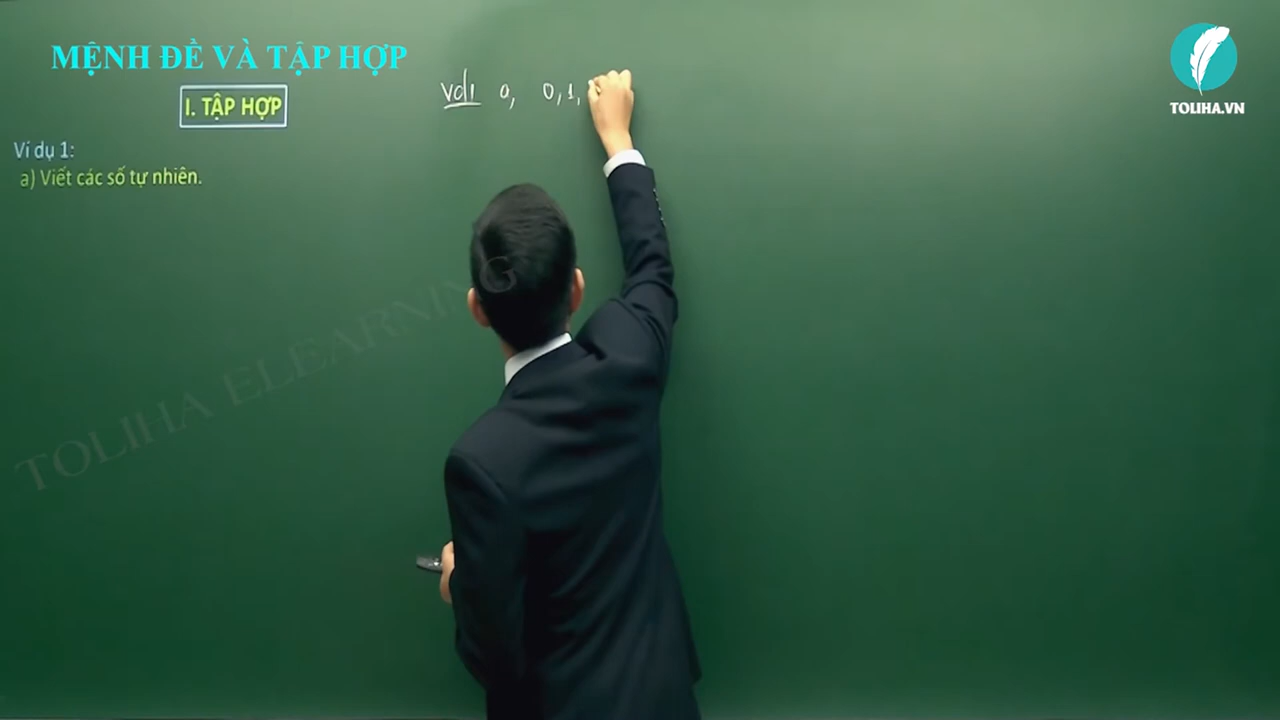 MỆNH ĐỀ VÀ TẬP HỢP
I. TẬP HỢP
Ví dụ 1:
a) Viết các số tự nhiên.
Vd1 a, 0, 1,
TOLIHA.VN
TOLIHA ELEARNING